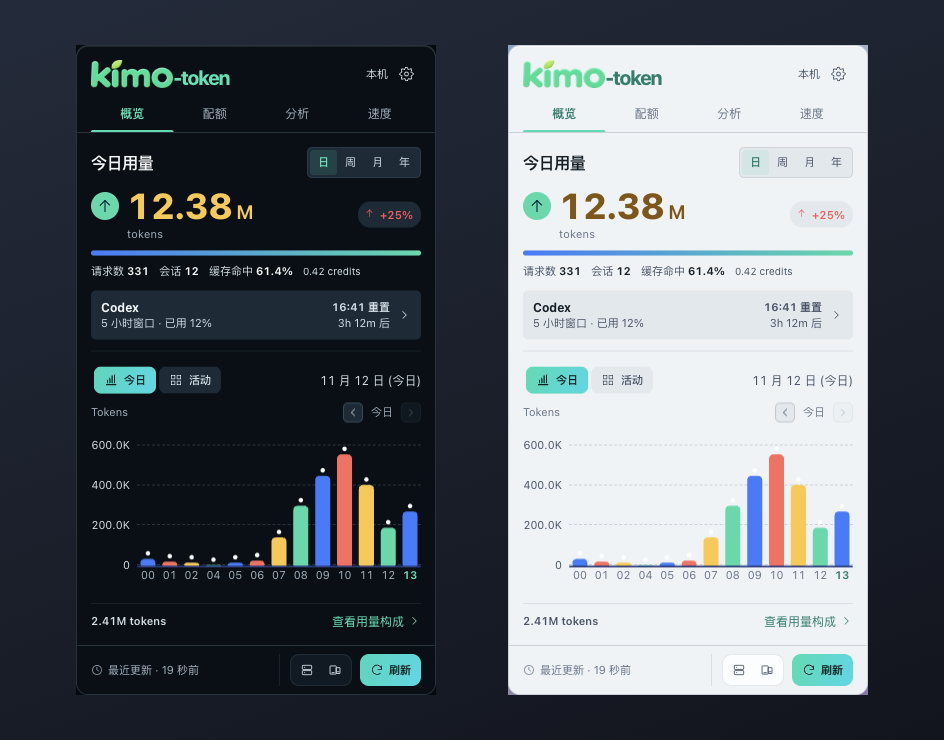 kimo-token
本机
概览 配额 分析 速度
今日用量
日 周 月 年
12.38 M
+25%
tokens
请求数 331 会话 12 缓存命中 61.4% 0.42 credits
Codex
16:41 重置
5 小时窗口 · 已用 12%
3h 12m 后
今日 活动
11 月 12 日 (今日)
Tokens
今日
600.0K
400.0K
200.0K
0
00 01 02 04 05 06 07 08 09 10 11 12 13
2.41M tokens
查看用量构成
最近更新 · 19 秒前
刷新
kimo-token
本机
概览 配额 分析 速度
今日用量
日 周 月 年
12.38 M
+25%
tokens
请求数 331 会话 12 缓存命中 61.4% 0.42 credits
Codex
16:41 重置
5 小时窗口 · 已用 12%
3h 12m 后
今日 活动
11 月 12 日 (今日)
Tokens
今日
600.0K
400.0K
200.0K
0
00 01 02 04 05 06 07 08 09 10 11 12 13
2.41M tokens
查看用量构成
最近更新 · 19 秒前
刷新